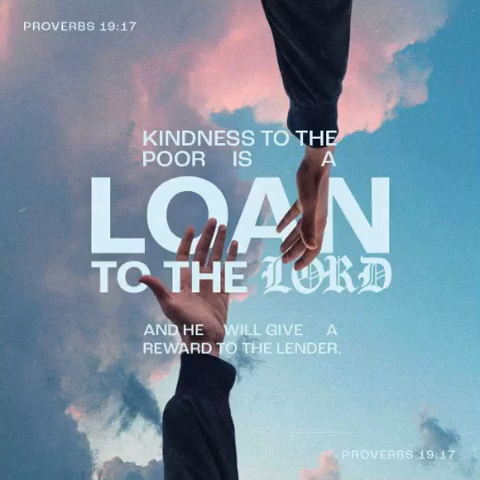 PROVERBS 19:17
KINDNESS TO THE
POOR IS A
LOAN
TO THE LORD
AND HE WILL GIVE A
REWARD TO THE LENDER.
PROVERBS 19:17